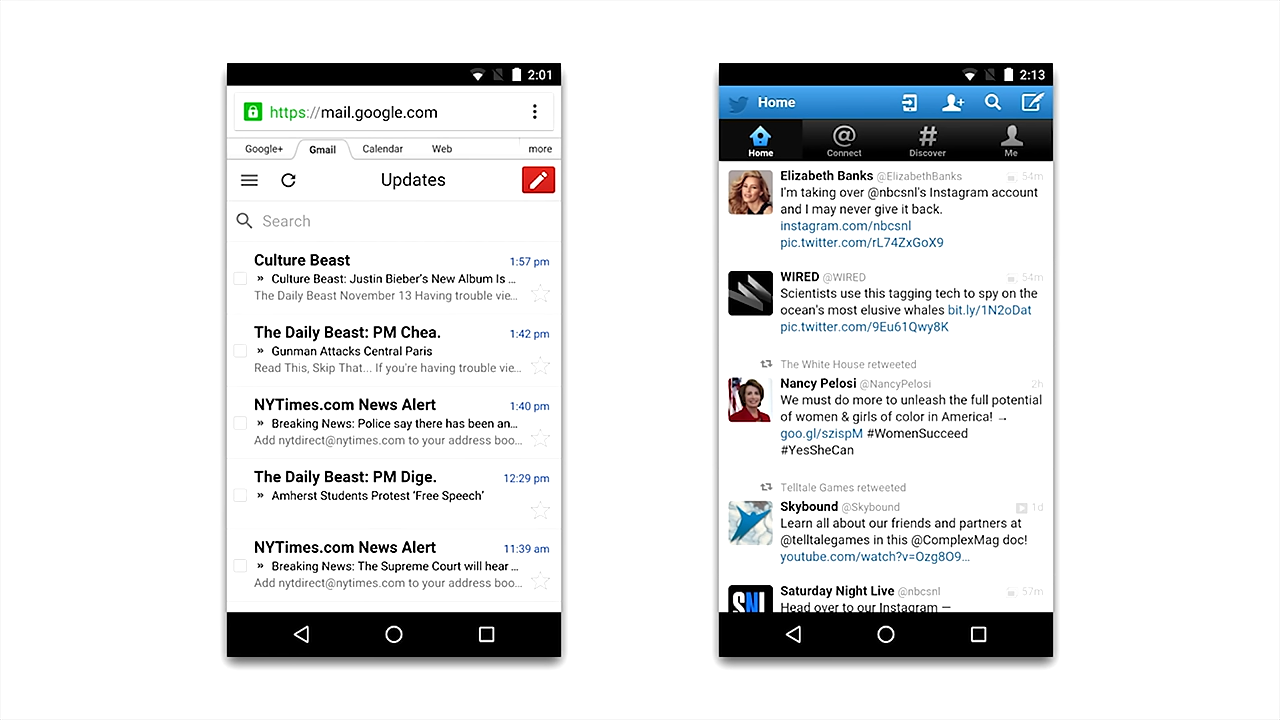 2:01
https://mail.google.com
Google+ Gmail Calendar Web more
Updates
Search
Culture Beast 1:57 pm
» Culture Beast: Justin Bieber's New Album Is ...
The Daily Beast November 13 Having trouble vie...
The Daily Beast: PM Chea. 1:42 pm
» Gunman Attacks Central Paris
Read This, Skip That... If you're having trouble vie...
NYTimes.com News Alert 1:40 pm
» Breaking News: Police say there has been an...
Add nytdirect@nytimes.com to your address boo...
The Daily Beast: PM Dige. 12:29 pm
» Amherst Students Protest 'Free Speech'
NYTimes.com News Alert 11:39 am
» Breaking News: The Supreme Court will hear ...
Add nytdirect@nytimes.com to your address boo...
2:13
Home
Home Connect Discover Me
Elizabeth Banks @ElizabethBanks 54m
I'm taking over @nbcsnl's Instagram account
and I may never give it back.
instagram.com/nbcsnl
pic.twitter.com/rL74ZxGoX9
WIRED @WIRED 54m
Scientists use this tagging tech to spy on the
ocean's most elusive whales bit.ly/1N2oDat
pic.twitter.com/9Eu61Qwy8K
The White House retweeted
Nancy Pelosi @NancyPelosi 2h
We must do more to unleash the full potential
of women & girls of color in America! →
goo.gl/szispM #WomenSucceed
#YesSheCan
Telltale Games retweeted
Skybound @Skybound 1d
Learn all about our friends and partners at
@telltalegames in this @ComplexMag doc!
youtube.com/watch?v=Ozg8O9...
Saturday Night Live @nbcsnl 57m
SNL
Head over to our Instagram —